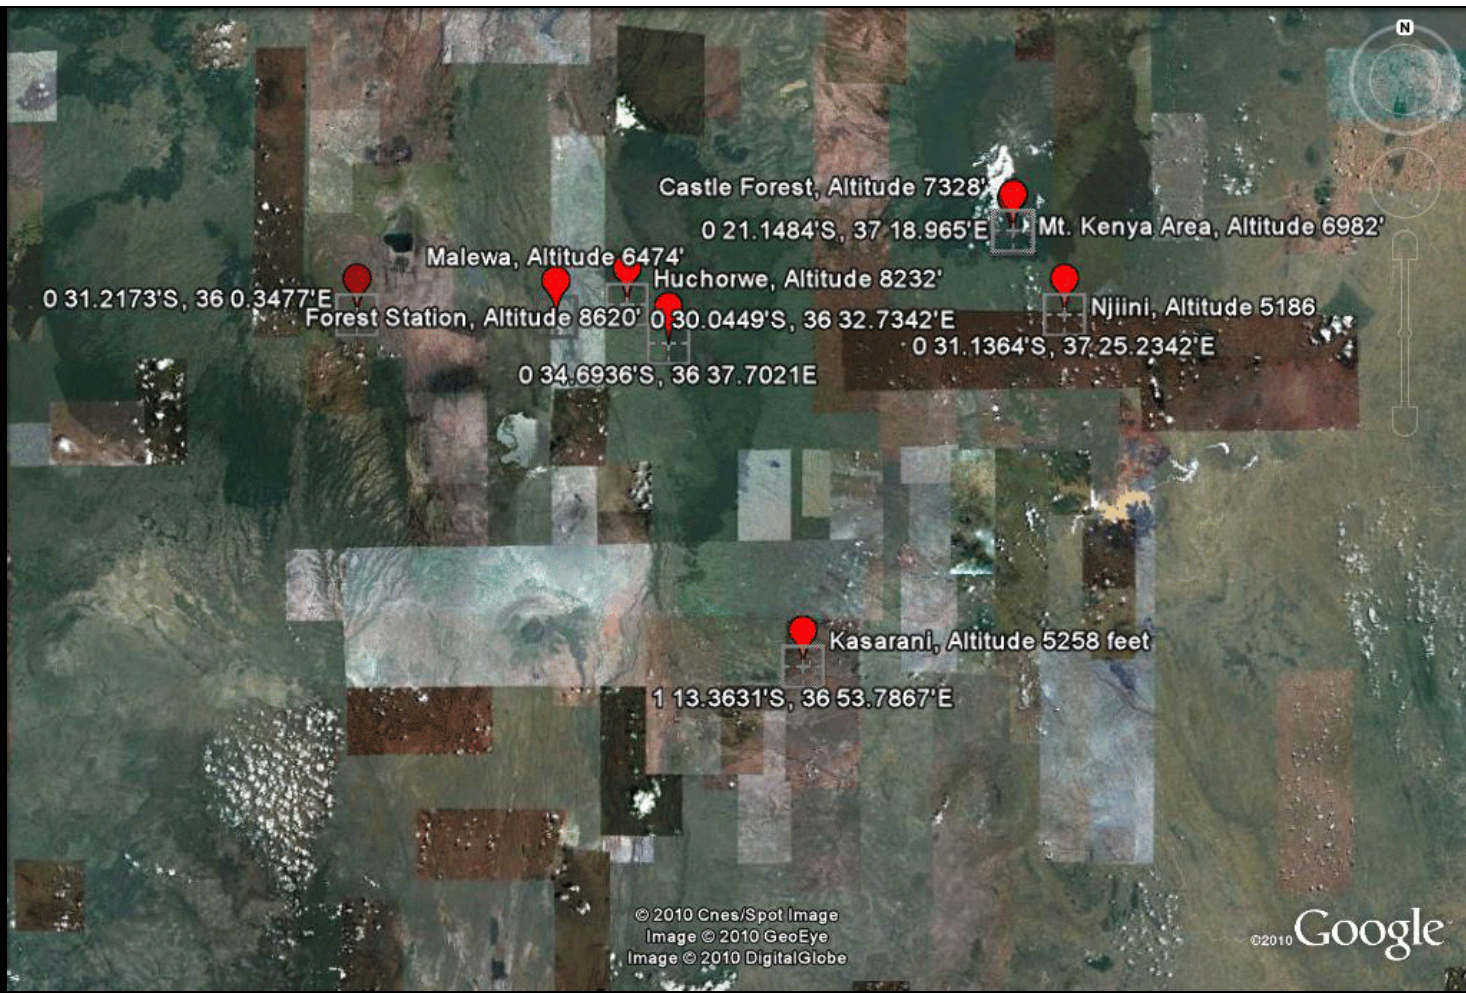 N
Castle Forest, Altitude 7328'
0 21.1484'S, 37 18.965'E
Mt. Kenya Area, Altitude 6982'
Malewa, Altitude 6474'
Huchorwe, Altitude 8232'
0 31.2173'S, 36 0.3477'E
Njiini, Altitude 5186
Forest Station, Altitude 8620'
0 30.0449'S, 36 32.7342'E
0 31.1364'S, 37,25.2342'E
0 34.6936'S, 36 37.7021E
Kasarani, Altitude 5258 feet
1 13.3631'S, 36 53.7867'E
© 2010 Cnes/Spot Image
Image © 2010 GeoEye
Image © 2010 DigitalGlobe
©2010 Google